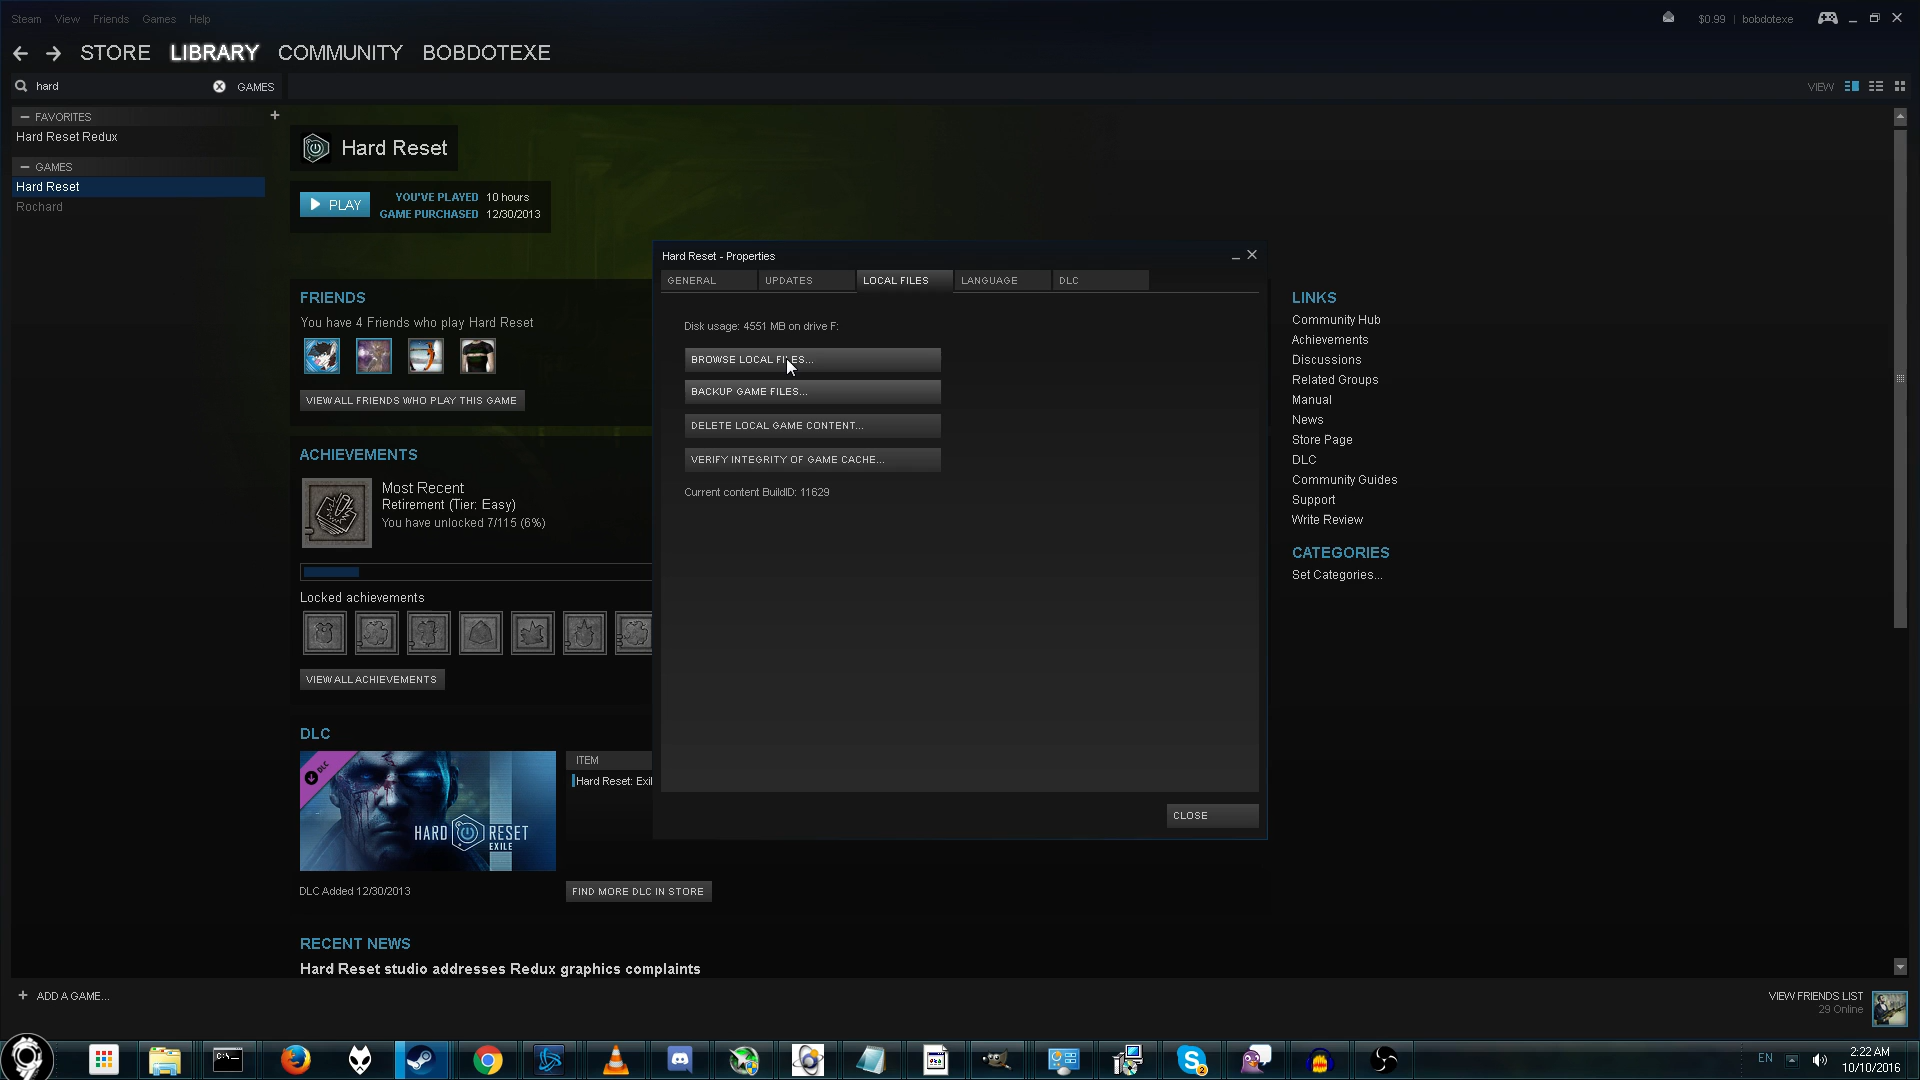 Steam View Friends Games Help
$0.99 | bobdotexe
STORE LIBRARY COMMUNITY BOBDOTEXE
hard GAMES
VIEW
— FAVORITES
Hard Reset Redux
— GAMES
Hard Reset
Rochard
Hard Reset
PLAY
YOU'VE PLAYED 10 hours
GAME PURCHASED 12/30/2013
FRIENDS
You have 4 Friends who play Hard Reset
VIEW ALL FRIENDS WHO PLAY THIS GAME
ACHIEVEMENTS
Most Recent
Retirement (Tier: Easy)
You have unlocked 7/115 (6%)
Locked achievements
VIEW ALL ACHIEVEMENTS
DLC
DLC
HARD RESET
EXILE
DLC Added 12/30/2013
ITEM
Hard Reset: Exil
FIND MORE DLC IN STORE
RECENT NEWS
Hard Reset studio addresses Redux graphics complaints
Hard Reset - Properties
GENERAL UPDATES LOCAL FILES LANGUAGE DLC
Disk usage: 4551 MB on drive F:
BROWSE LOCAL FILES...
BACKUP GAME FILES...
DELETE LOCAL GAME CONTENT...
VERIFY INTEGRITY OF GAME CACHE...
Current content BuildID: 11629
CLOSE
LINKS
Community Hub
Achievements
Discussions
Related Groups
Manual
News
Store Page
DLC
Community Guides
Support
Write Review
CATEGORIES
Set Categories...
+ ADD A GAME...
VIEW FRIENDS LIST
29 Online
C:\_
2
EN
2:22 AM
10/10/2016